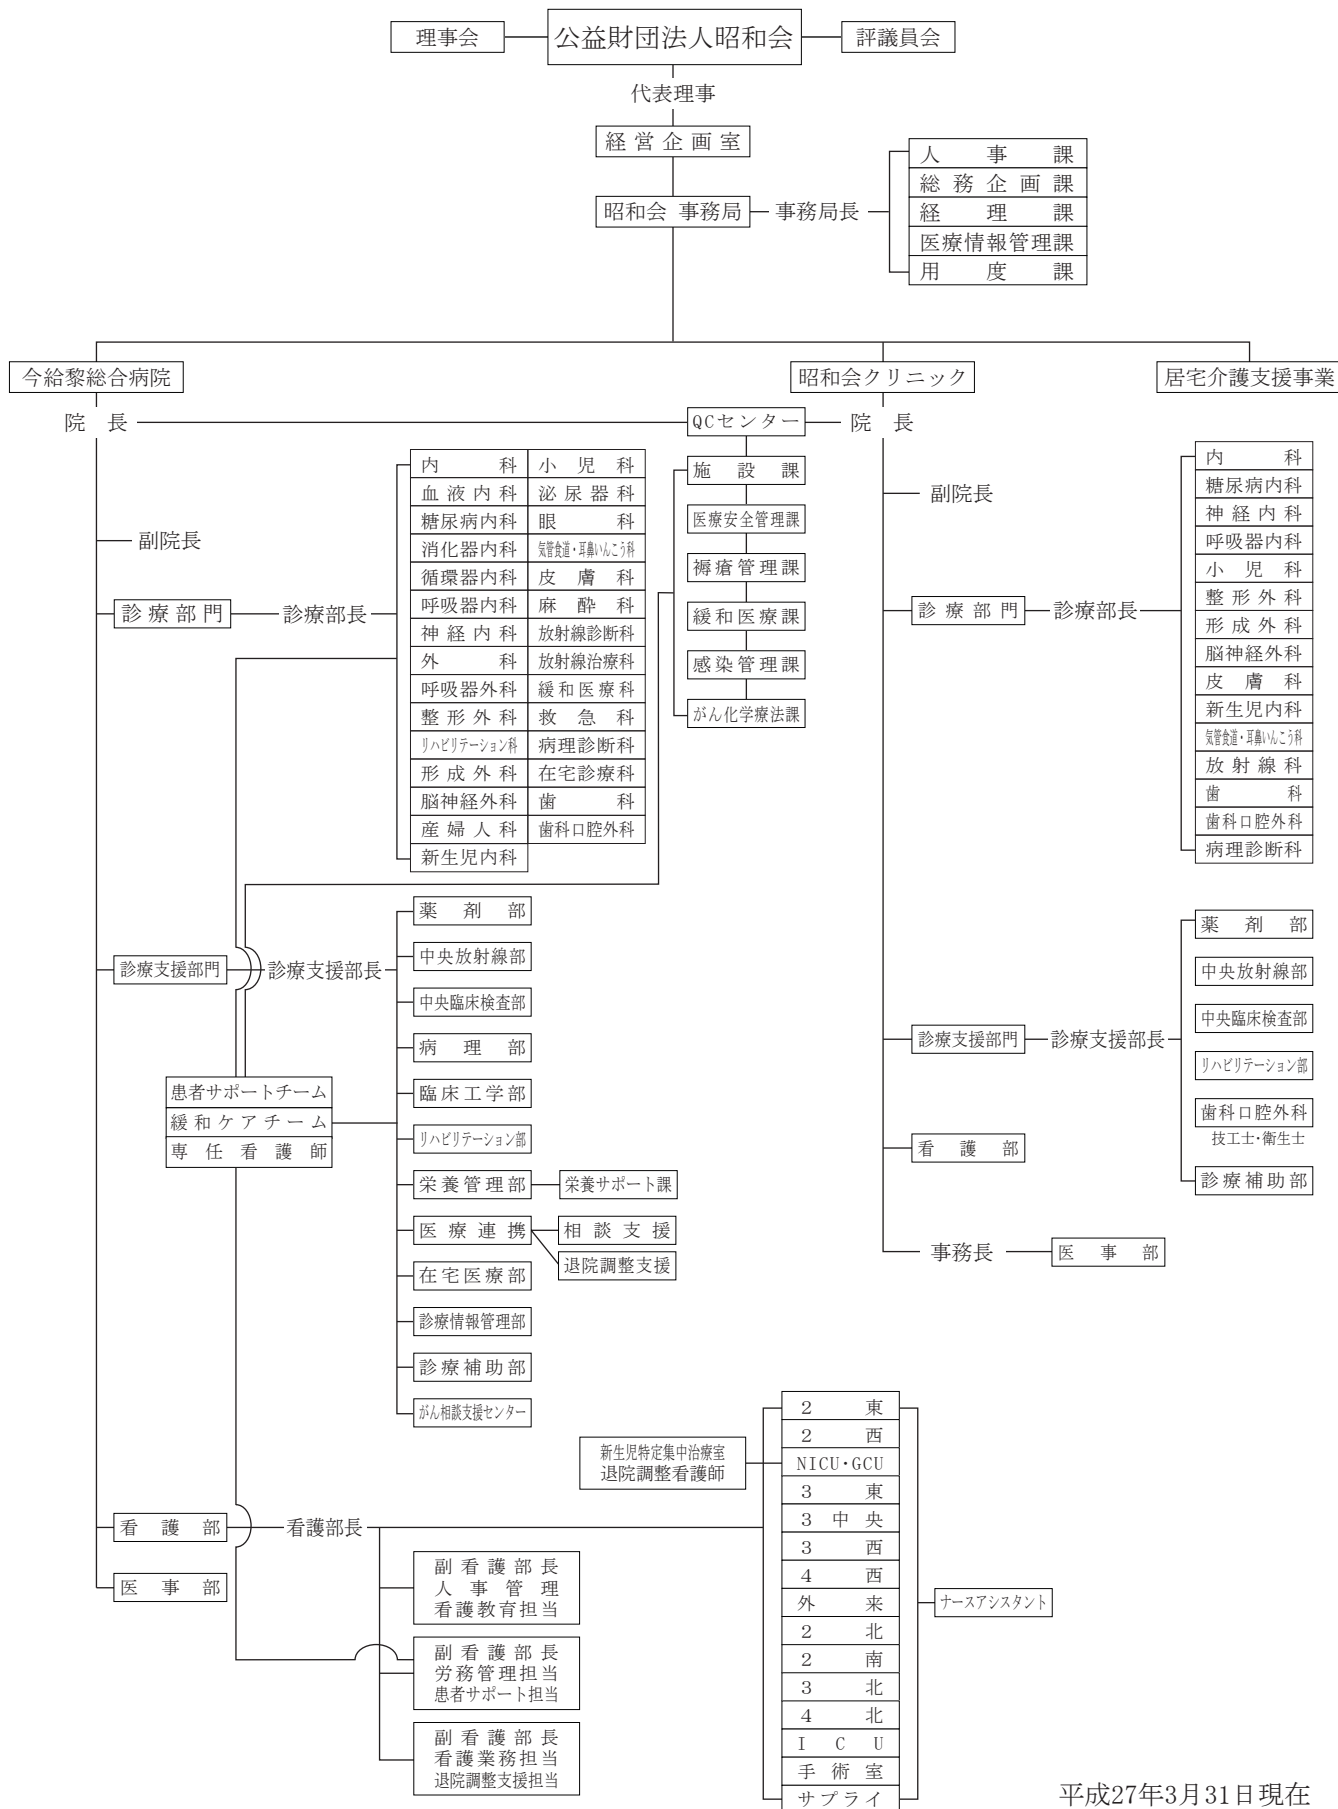 理事会
公益財団法人昭和会
評議員会
代表理事
経営企画室
昭和会 事務局
事務局長
人事課
総務企画課
経理課
医療情報管理課
用度課
今給黎総合病院
昭和会クリニック
居宅介護支援事業
院長
QCセンター
院長
施設課
医療安全管理課
褥瘡管理課
緩和医療課
感染管理課
がん化学療法課
副院長
診療部門
診療部長
内科 小児科
血液内科 泌尿器科
糖尿病内科 眼科
消化器内科 気管食道・耳鼻いんこう科
循環器内科 皮膚科
呼吸器内科 麻酔科
神経内科 放射線診断科
外科 放射線治療科
呼吸器外科 緩和医療科
整形外科 救急科
リハビリテーション科 病理診断科
形成外科 在宅診療科
脳神経外科 歯科
産婦人科 歯科口腔外科
新生児内科
副院長
診療部門
診療部長
内科
糖尿病内科
神経内科
呼吸器内科
小児科
整形外科
形成外科
脳神経外科
皮膚科
新生児内科
気管食道・耳鼻いんこう科
放射線科
歯科
歯科口腔外科
病理診断科
診療支援部門
診療支援部長
薬剤部
中央放射線部
中央臨床検査部
病理部
臨床工学部
リハビリテーション部
栄養管理部
栄養サポート課
医療連携
相談支援
退院調整支援
在宅医療部
診療情報管理部
診療補助部
がん相談支援センター
患者サポートチーム
緩和ケアチーム
専任看護師
診療支援部門
診療支援部長
薬剤部
中央放射線部
中央臨床検査部
リハビリテーション部
歯科口腔外科
技工士・衛生士
診療補助部
看護部
事務長
医事部
看護部
看護部長
新生児特定集中治療室
退院調整看護師
2東
2西
NICU・GCU
3東
3中央
3西
4西
外来
2北
2南
3北
4北
ICU
手術室
サプライ
ナースアシスタント
医事部
副看護部長
人事管理
看護教育担当
副看護部長
労務管理担当
患者サポート担当
副看護部長
看護業務担当
退院調整支援担当
平成27年3月31日現在